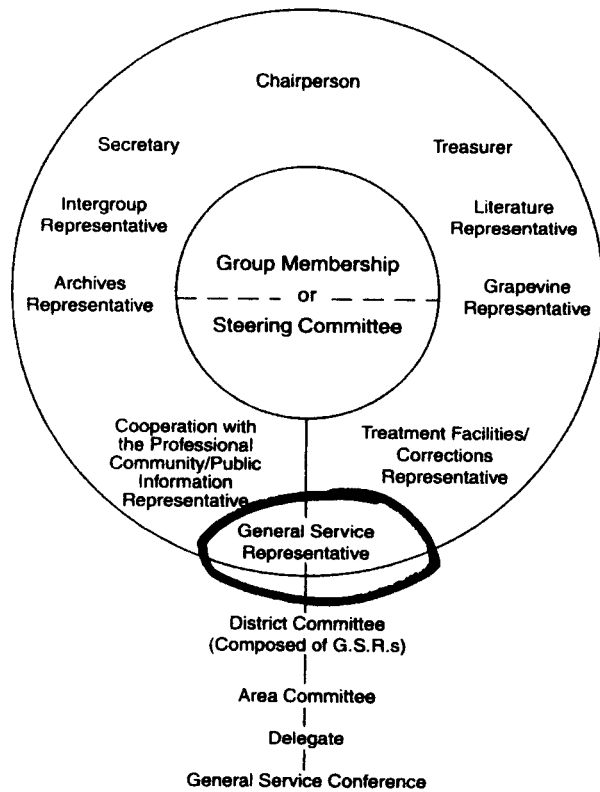 Chairperson
Secretary
Treasurer
Intergroup
Representative
Literature
Representative
Archives
Representative
Grapevine
Representative
Group Membership
or
Steering Committee
Cooperation with
the Professional
Community/Public
Information
Representative
Treatment Facilities/
Corrections
Representative
General Service
Representative
District Committee
(Composed of G.S.R.s)
Area Committee
Delegate
General Service Conference